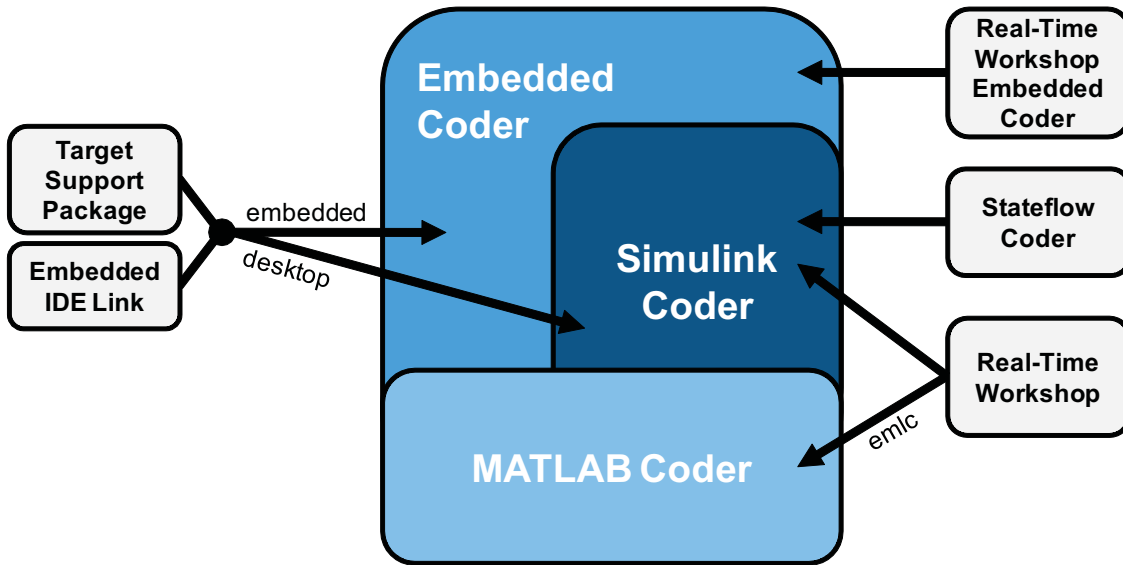 Target
Support
Package
Embedded
IDE Link
embedded
desktop
Embedded
Coder
Simulink
Coder
MATLAB Coder
Real-Time
Workshop
Embedded
Coder
Stateflow
Coder
Real-Time
Workshop
emlc